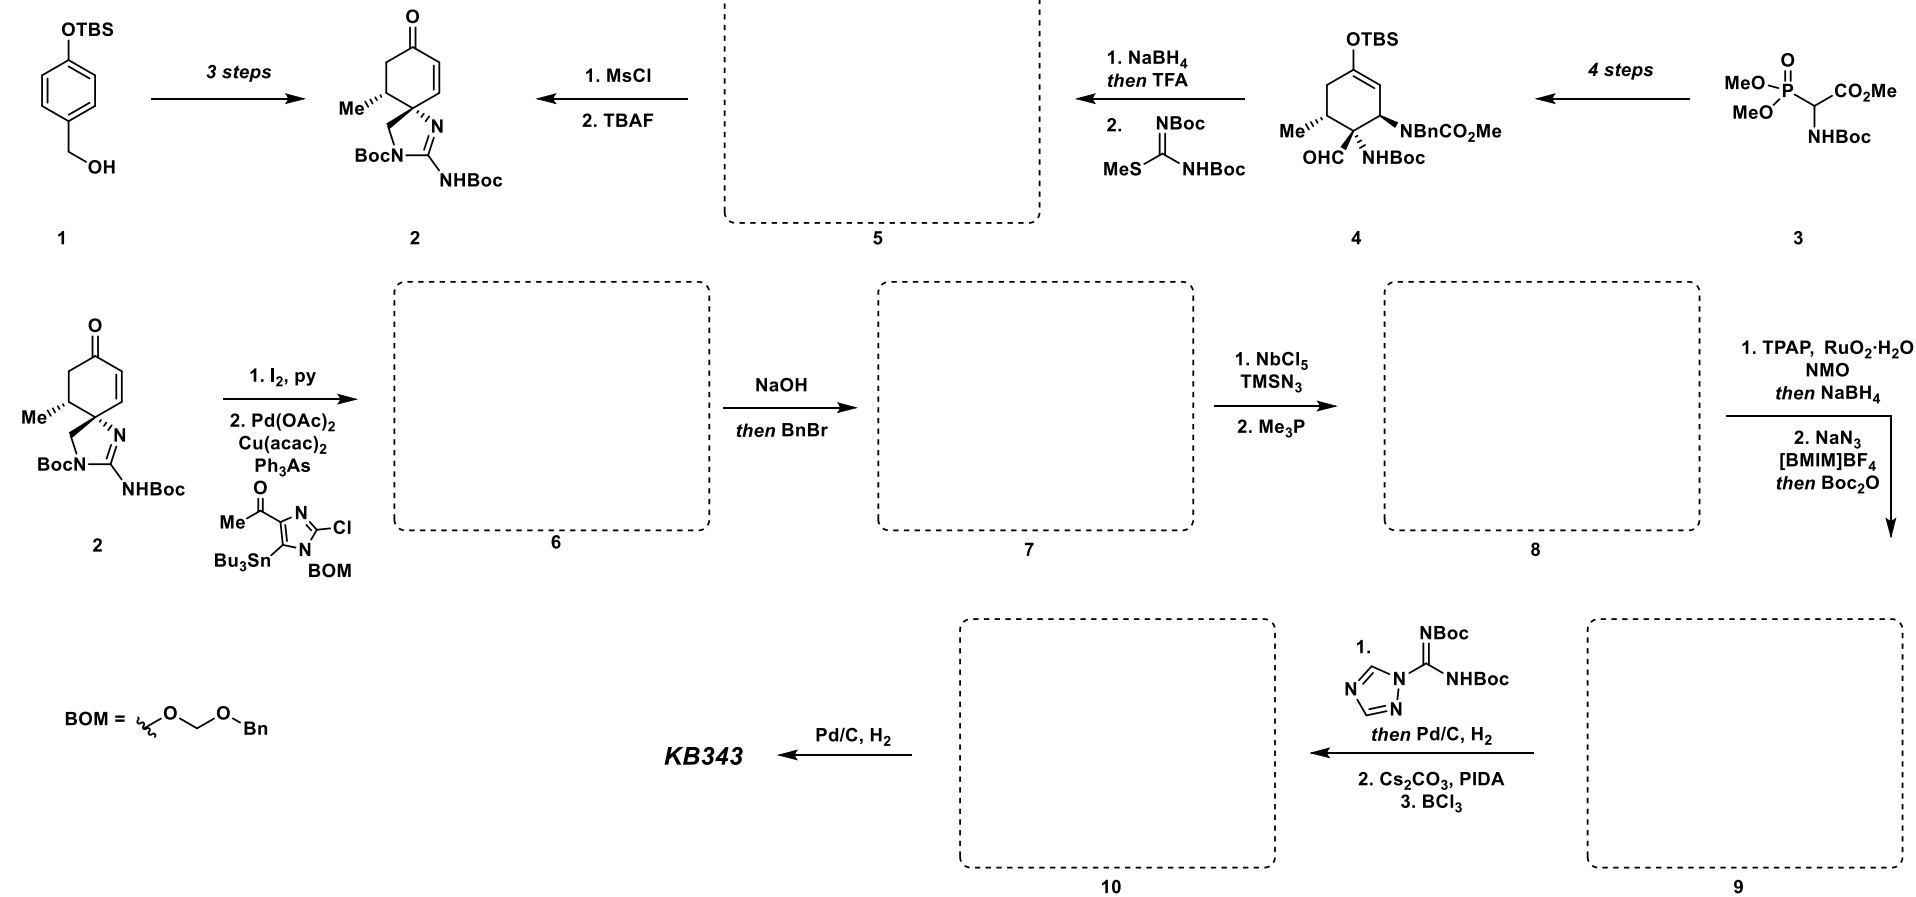 OTBS
OH
1
3 steps
O
Me
N
BocN
NHBoc
2
1. MsCl
2. TBAF
5
1. NaBH4
then TFA
2.
NBoc
MeS
NHBoc
OTBS
Me
NBnCO2Me
OHC
NHBoc
4
4 steps
O
MeO
P
CO2Me
MeO
NHBoc
3
O
Me
N
BocN
NHBoc
2
1. I2, py
2. Pd(OAc)2
Cu(acac)2
Ph3As
O
Me
N
Cl
Bu3Sn
N
BOM
6
NaOH
then BnBr
7
1. NbCl5
TMSN3
2. Me3P
8
1. TPAP, RuO2·H2O
NMO
then NaBH4
2. NaN3
[BMIM]BF4
then Boc2O
BOM =
O
O
Bn
KB343
Pd/C, H2
10
1.
NBoc
N
N
NHBoc
N
then Pd/C, H2
2. Cs2CO3, PIDA
3. BCl3
9